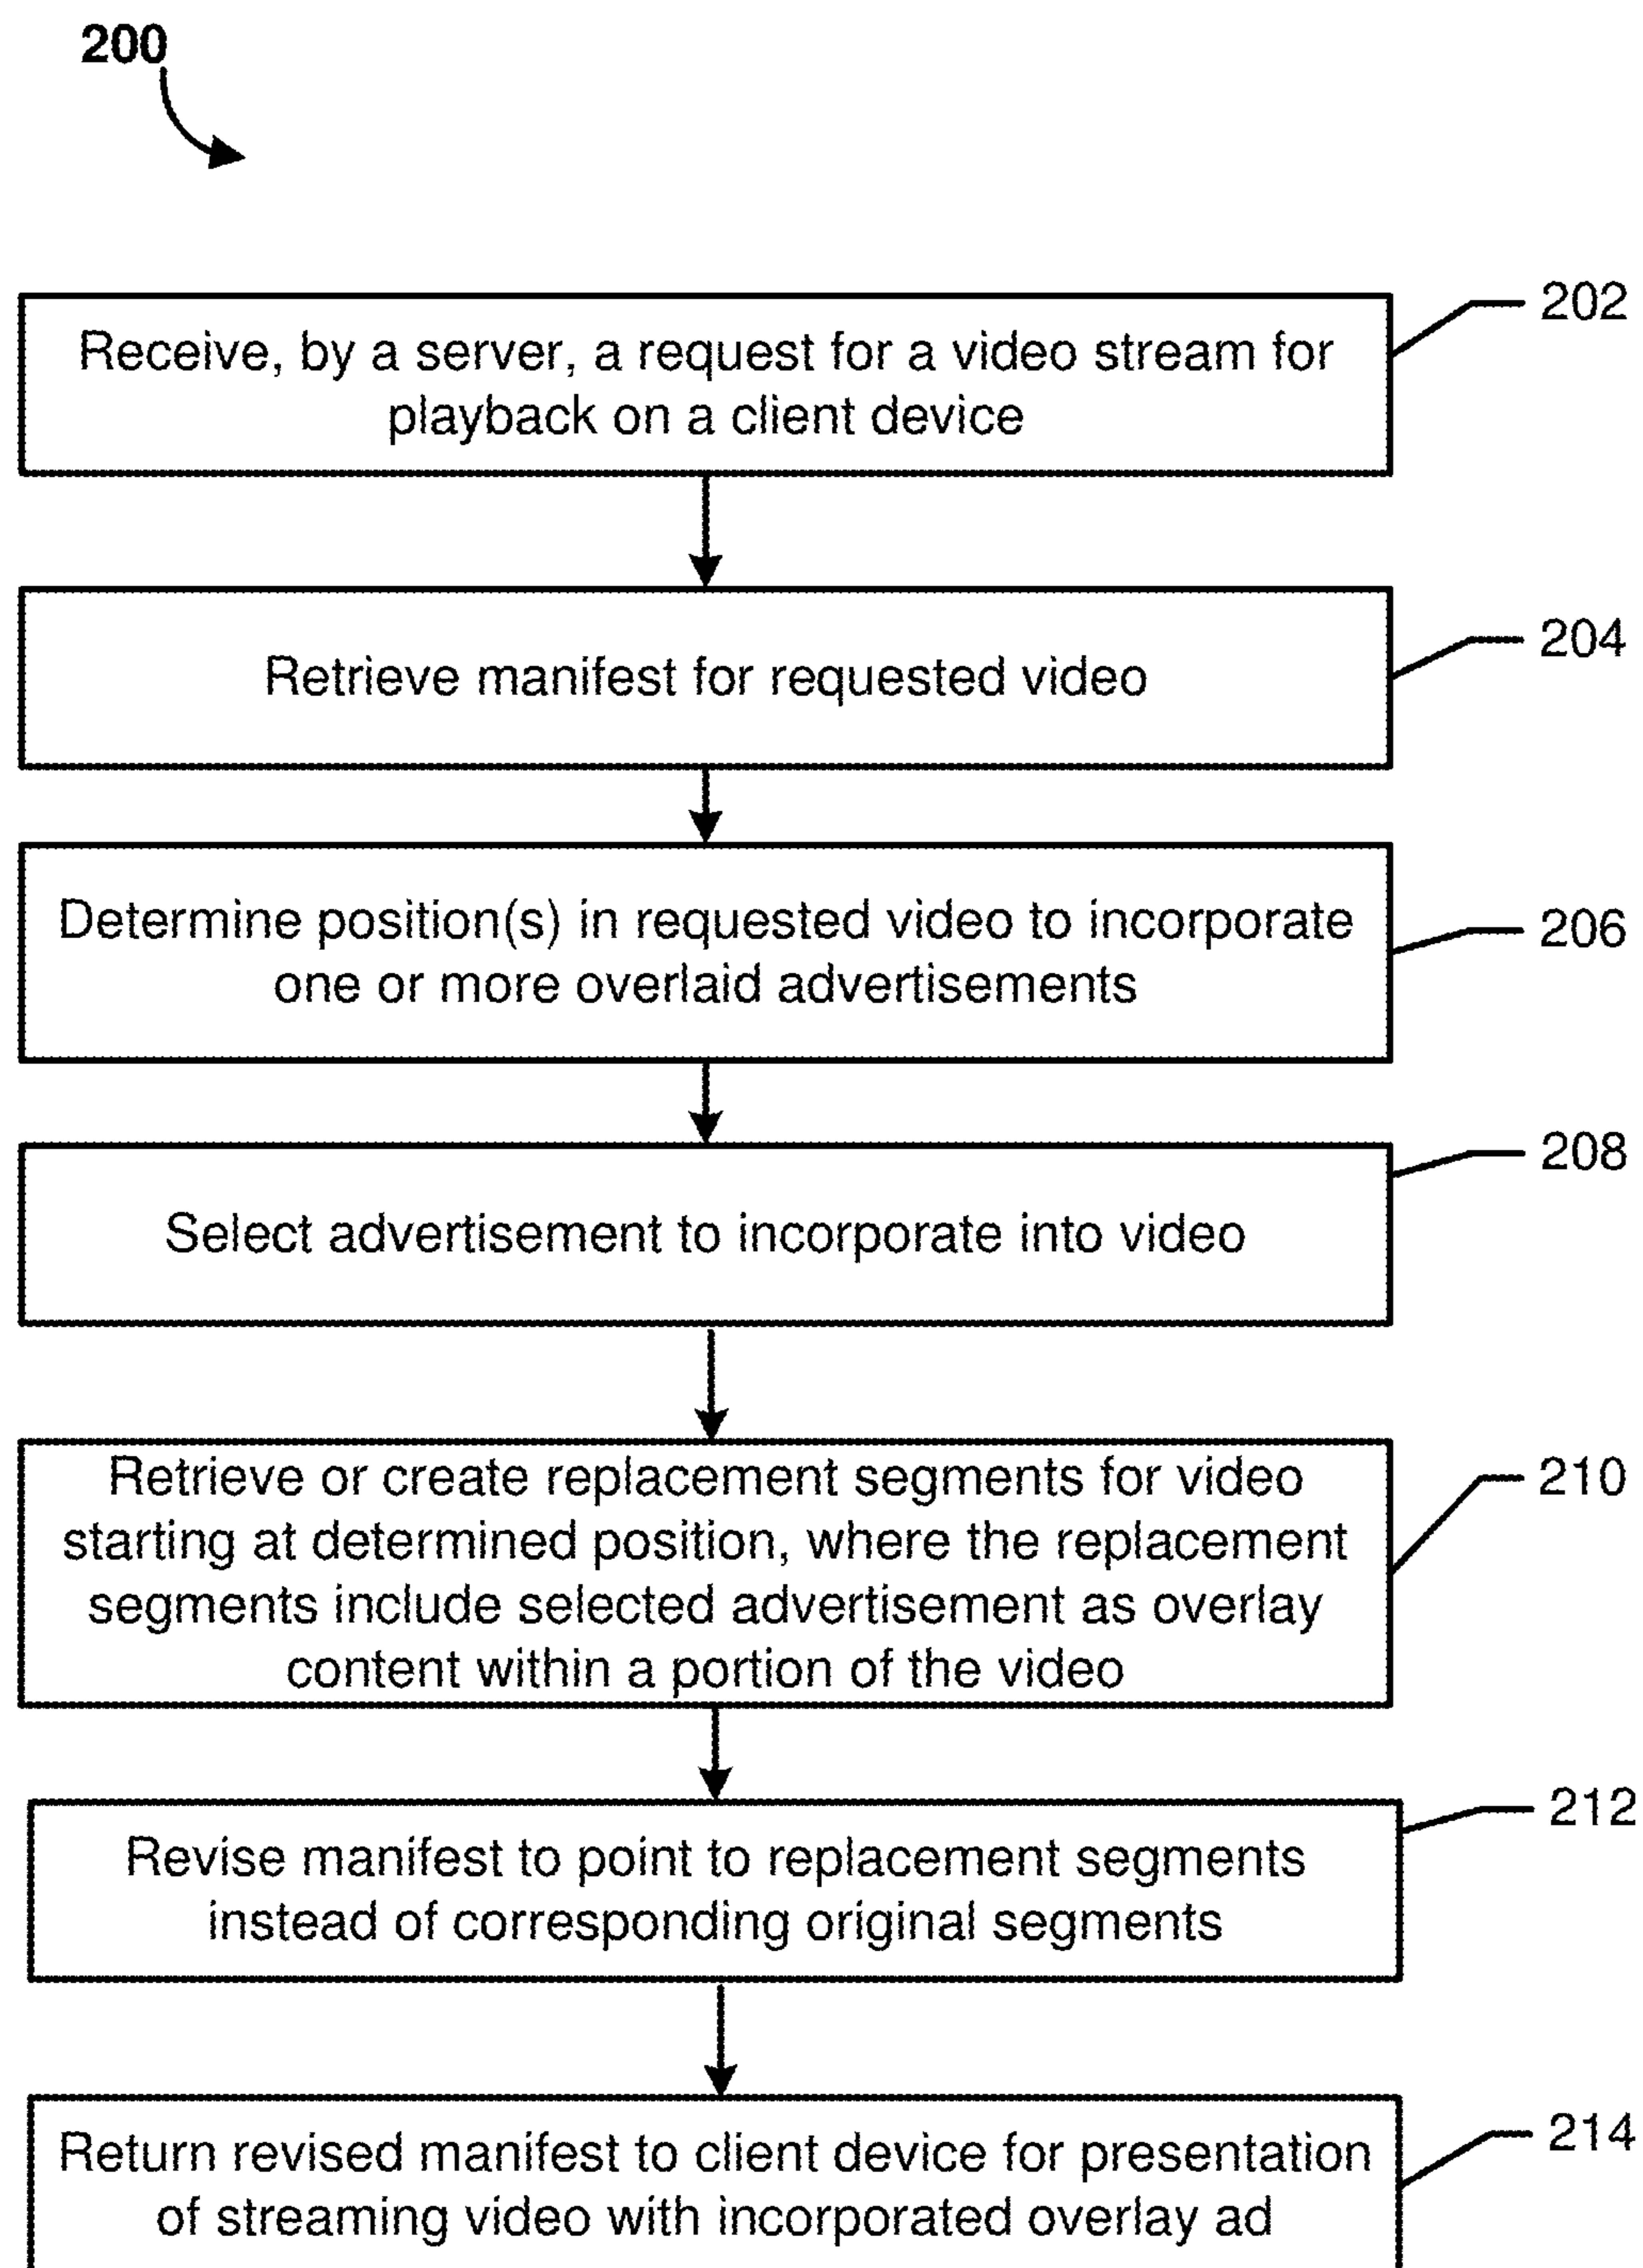 200
202
Receive, by a server, a request for a video stream for
playback on a client device
204
Retrieve manifest for requested video
206
Determine position(s) in requested video to incorporate
one or more overlaid advertisements
208
Select advertisement to incorporate into video
210
Retrieve or create replacement segments for video
starting at determined position, where the replacement
segments include selected advertisement as overlay
content within a portion of the video
212
Revise manifest to point to replacement segments
instead of corresponding original segments
214
Return revised manifest to client device for presentation
of streaming video with incorporated overlay ad